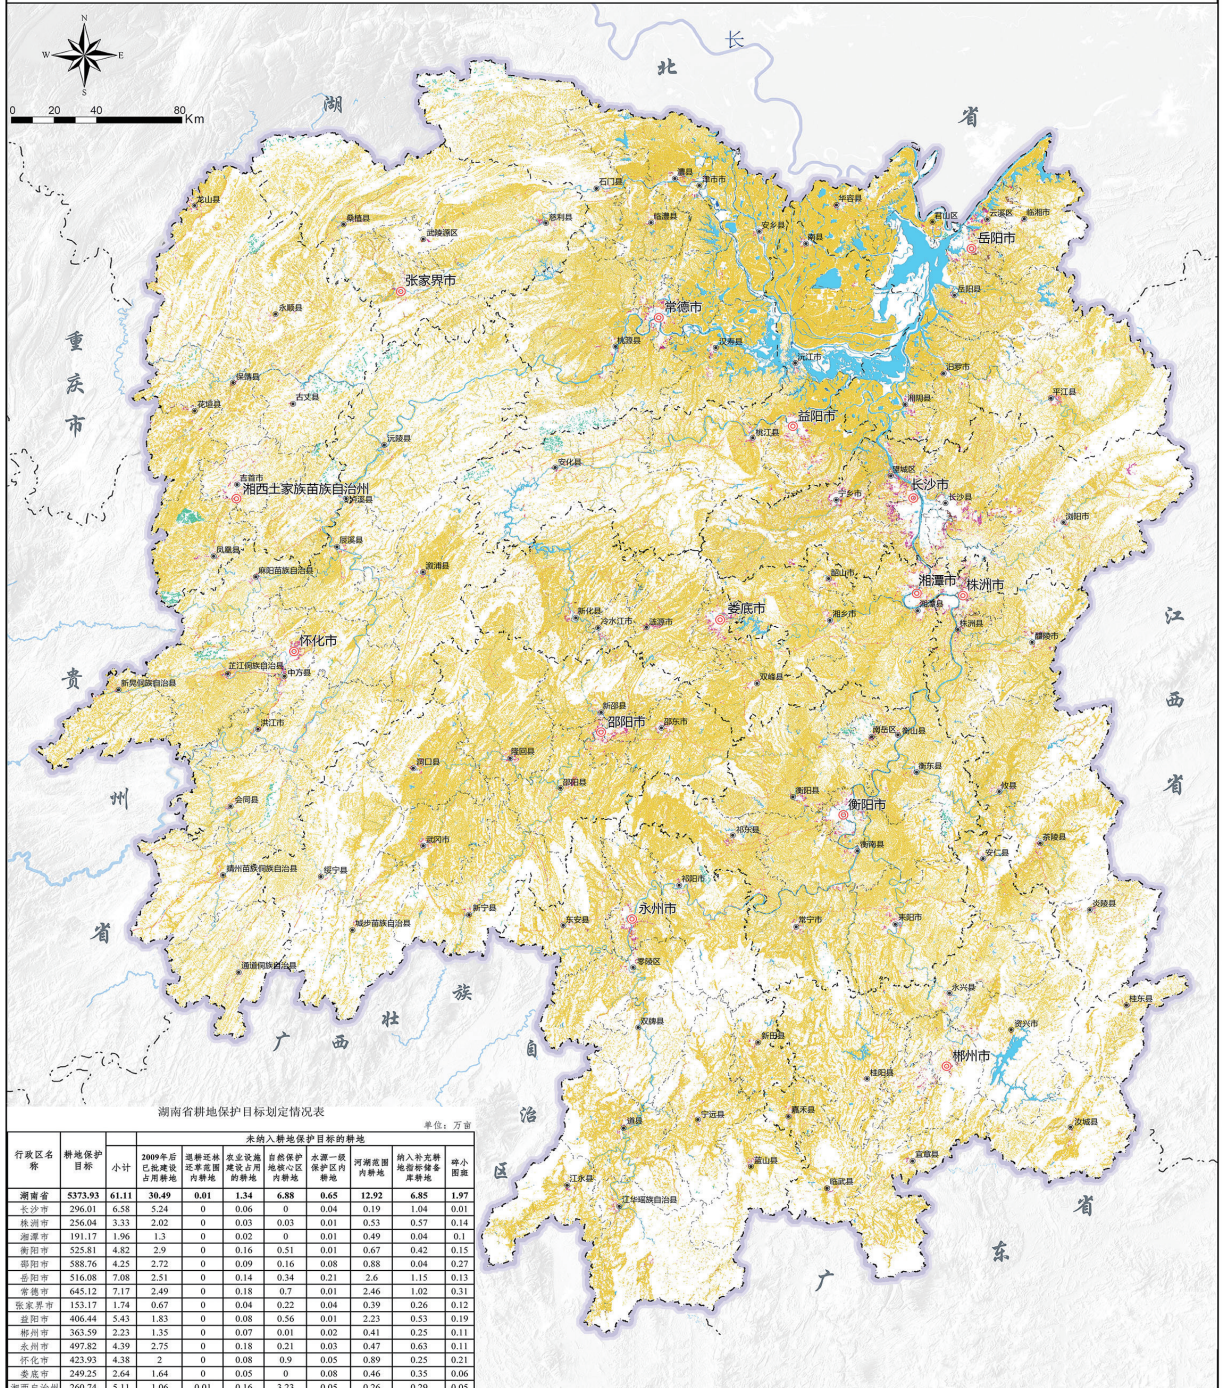 N
W E
S
0 20 40 80 Km
长
湖
北
省
石门县
澧县
津市市
龙山县
桑植县
武陵源区
慈利县
临澧县
安乡县
华容县
南县
君山区
云溪区
临湘市
岳阳市
张家界市
岳阳县
永顺县
常德市
桃源县
汉寿县
沅江市
汨罗市
重
庆
市
保靖县
古丈县
花垣县
湘阴县
平江县
益阳市
桃江县
沅陵县
安化县
望城区
吉首市
湘西土家族苗族自治州
泸溪县
长沙市
宁乡市
长沙县
浏阳市
辰溪县
凤凰县
麻阳苗族自治县
溆浦县
韶山市
湘潭市
株洲市
湘潭县
新化县
冷水江市
涟源市
娄底市
湘乡市
株洲县
醴陵市
江
西
省
怀化市
芷江侗族自治县
中方县
新晃侗族自治县
贵
州
省
双峰县
洪江市
新邵县
邵阳市
邵东市
南岳区
衡山县
隆回县
洞口县
邵阳县
衡东县
衡阳县
攸县
会同县
衡阳市
祁东县
武冈市
衡南县
茶陵县
安仁县
靖州苗族侗族自治县
绥宁县
祁阳市
新宁县
城步苗族自治县
东安县
永州市
常宁市
耒阳市
炎陵县
零陵区
通道侗族自治县
永兴县
桂东县
广
西
壮
族
自
治
区
双牌县
新田县
资兴市
郴州市
桂阳县
嘉禾县
宁远县
道县
汝城县
宜章县
蓝山县
临武县
江永县
江华瑶族自治县
广
东
省
湖南省耕地保护目标划定情况表
单位：万亩
行政区名称 耕地保护目标 未纳入耕地保护目标的耕地
小计 2009年后已批建设占用耕地 退耕还林还草范围内耕地 农业设施建设占用的耕地 自然保护地核心区内耕地 水源一级保护区内耕地 河湖范围内耕地 纳入补充耕地指标储备库耕地 碎小图斑
湖南省 5373.93 61.11 30.49 0.01 1.34 6.88 0.65 12.92 6.85 1.97
长沙市 296.01 6.58 5.24 0 0.06 0 0.04 0.19 1.04 0.01
株洲市 256.04 3.33 2.02 0 0.03 0.03 0.01 0.53 0.57 0.14
湘潭市 191.17 1.96 1.3 0 0.02 0 0.01 0.49 0.04 0.1
衡阳市 525.81 4.82 2.9 0 0.16 0.51 0.01 0.67 0.42 0.15
邵阳市 588.76 4.25 2.72 0 0.09 0.16 0.08 0.88 0.04 0.27
岳阳市 516.08 7.08 2.51 0 0.14 0.34 0.21 2.6 1.15 0.13
常德市 645.12 7.17 2.49 0 0.18 0.7 0.01 2.46 1.02 0.31
张家界市 153.17 1.74 0.67 0 0.04 0.22 0.04 0.39 0.26 0.12
益阳市 406.44 5.43 1.83 0 0.08 0.56 0.01 2.23 0.53 0.19
郴州市 363.59 2.23 1.35 0 0.07 0.01 0.02 0.41 0.25 0.11
永州市 497.82 4.39 2.75 0 0.18 0.21 0.03 0.47 0.63 0.11
怀化市 423.93 4.38 2 0 0.08 0.9 0.05 0.89 0.25 0.21
娄底市 249.25 2.64 1.64 0 0.05 0 0.08 0.46 0.35 0.06
湘西自治州 260.74 5.11 1.06 0.01 0.16 3.23 0.05 0.26 0.29 0.05